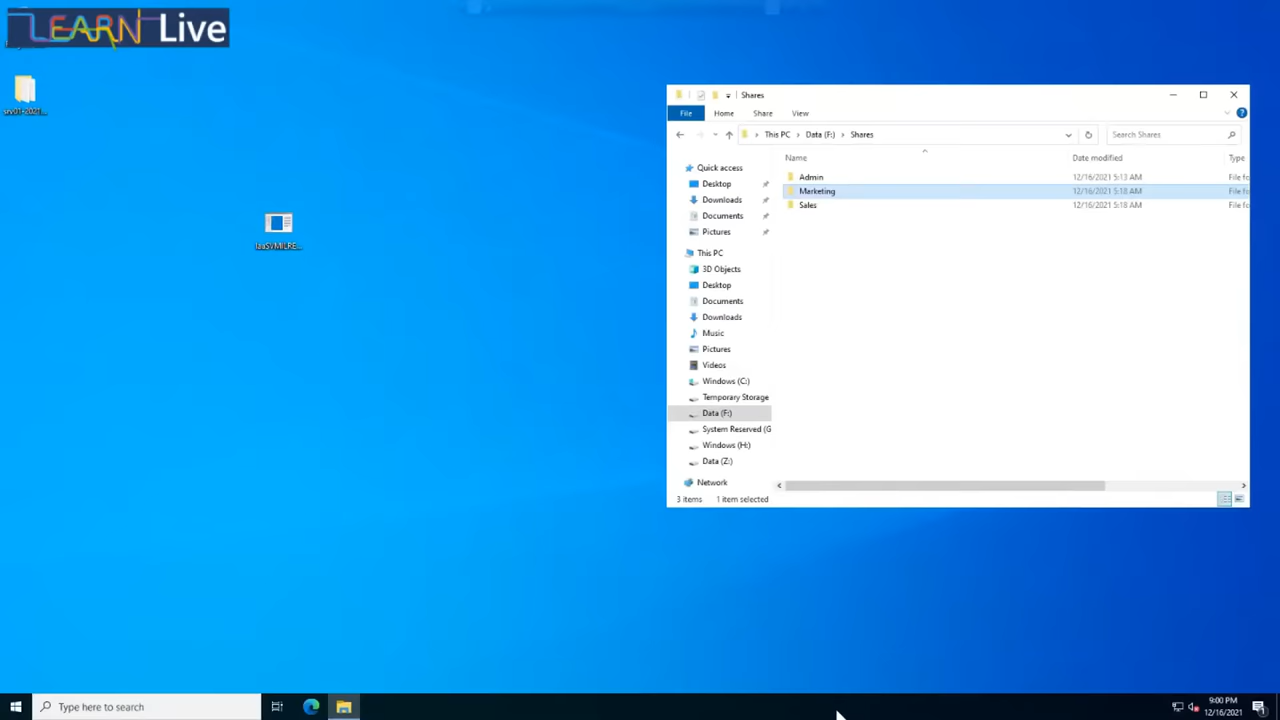 LEARN Live
Shares
File
Home
Share
View
This PC
Data (F:)
Shares
Search Shares
Name
Date modified
Type
Quick access
Desktop
Downloads
Documents
Pictures
This PC
3D Objects
Desktop
Documents
Downloads
Music
Pictures
Videos
Windows (C:)
Temporary Storage
Data (F:)
System Reserved (G
Windows (H:)
Data (Z:)
Network
Admin 12/16/2021 5:13 AM File fo
Marketing 12/16/2021 5:18 AM File fo
Sales 12/16/2021 5:18 AM File fo
3 items 1 item selected
IaaSVMILRE...
Type here to search
9:00 PM
12/16/2021
1